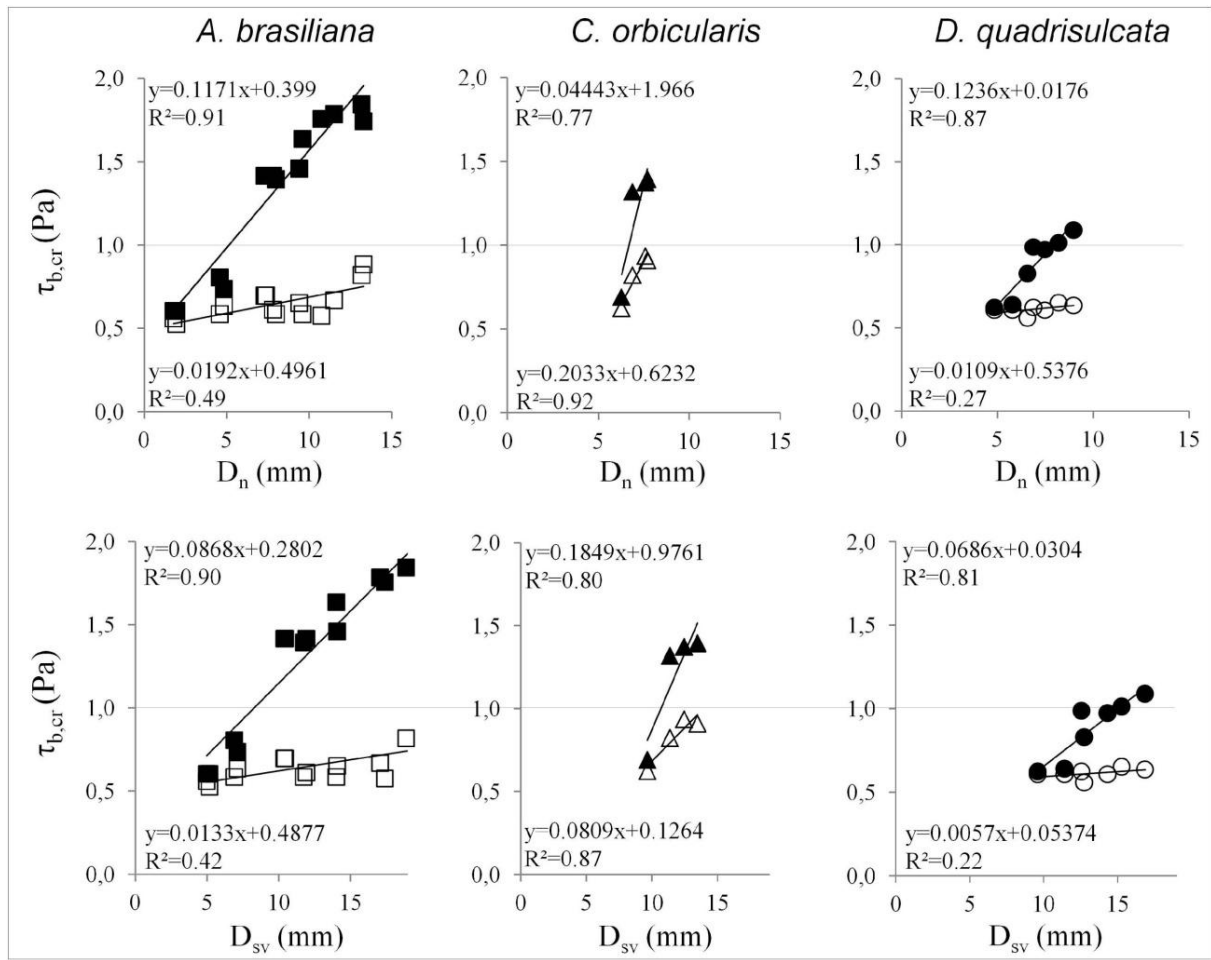 A. brasiliana C. orbicularis D. quadrisulcata
2,0
y=0.1171x+0.399
R²=0.91
1,5
τb,cr (Pa)
1,0
0,5
y=0.0192x+0.4961
R²=0.49
0,0
0 5 10 15
Dn (mm)
2,0
y=0.04443x+1.966
R²=0.77
1,5
1,0
0,5
y=0.2033x+0.6232
R²=0.92
0,0
0 5 10 15
Dn (mm)
2,0
y=0.1236x+0.0176
R²=0.87
1,5
1,0
0,5
y=0.0109x+0.5376
R²=0.27
0,0
0 5 10 15
Dn (mm)
2,0
y=0.0868x+0.2802
R²=0.90
1,5
τb,cr (Pa)
1,0
0,5
y=0.0133x+0.4877
R²=0.42
0,0
0 5 10 15
Dsv (mm)
2,0
y=0.1849x+0.9761
R²=0.80
1,5
1,0
0,5
y=0.0809x+0.1264
R²=0.87
0,0
0 5 10 15
Dsv (mm)
2,0
y=0.0686x+0.0304
R²=0.81
1,5
1,0
0,5
y=0.0057x+0.05374
R²=0.22
0,0
0 5 10 15
Dsv (mm)